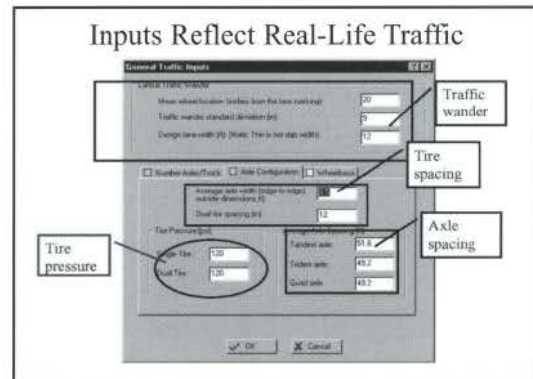 Inputs Reflect Real-Life Traffic
General Traffic Inputs
Lateral Traffic Wander
Mean wheel location (inches from the lane marking):
20
Traffic wander standard deviation (in):
9
Design lane width (ft): (Note: This is not slab width):
12
Traffic
wander
Tire
spacing
Number Axles/Truck
Axle Configuration
Wheelbase
Average axle width (edge-to-edge)
outside dimensions, ft):
Dual tire spacing (in):
12
Axle
spacing
Tire
pressure
Tire Pressure (psi)
Single Tire:
120
Dual Tire:
120
Average Axle Spacing (in)
Tandem axle:
51.6
Tridem axle:
49.2
Quad axle:
49.2
OK
Cancel